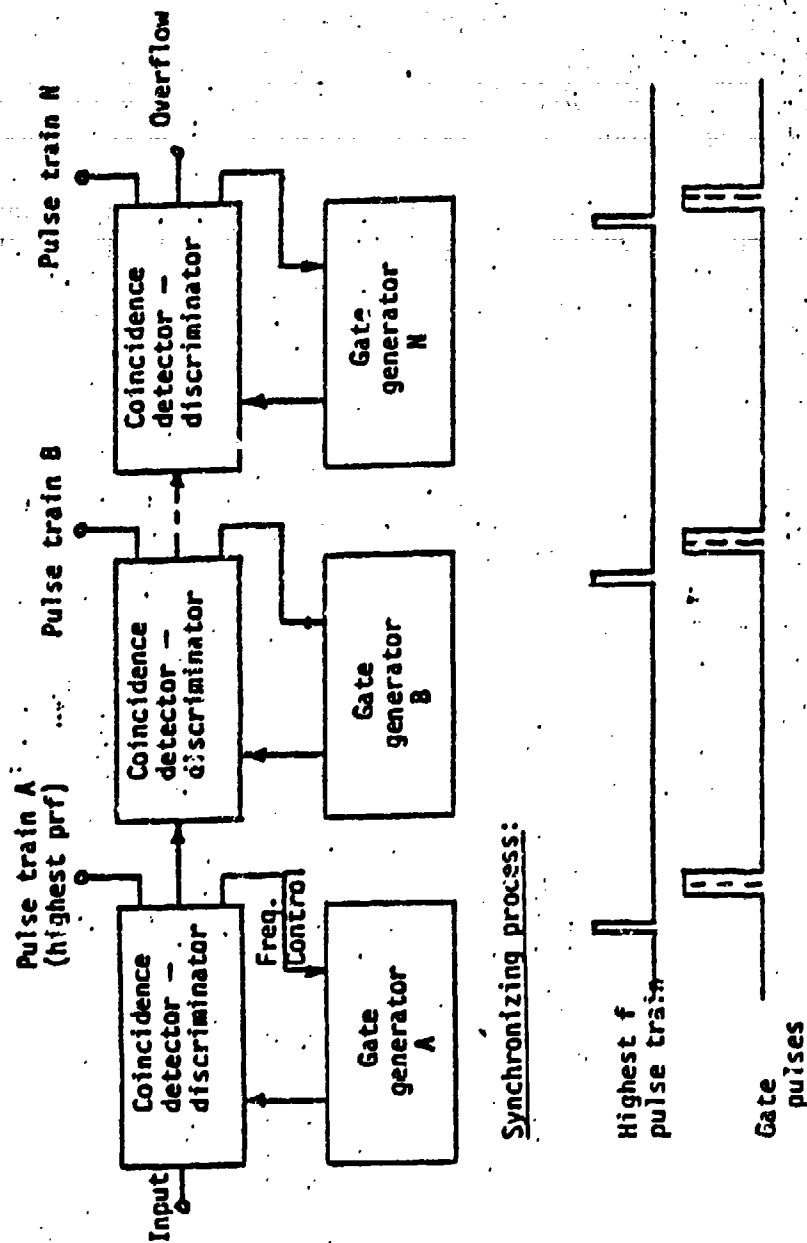 Pulse train A
(highest prf)
Pulse train B
Pulse train N
Input
Coincidence
detector —
discriminator
Coincidence
detector —
discriminator
Coincidence
detector —
discriminator
Overflow
Freq.
Control
Gate
generator
A
Gate
generator
B
Gate
generator
N
Synchronizing process:
Highest f
pulse train
Gate
pulses